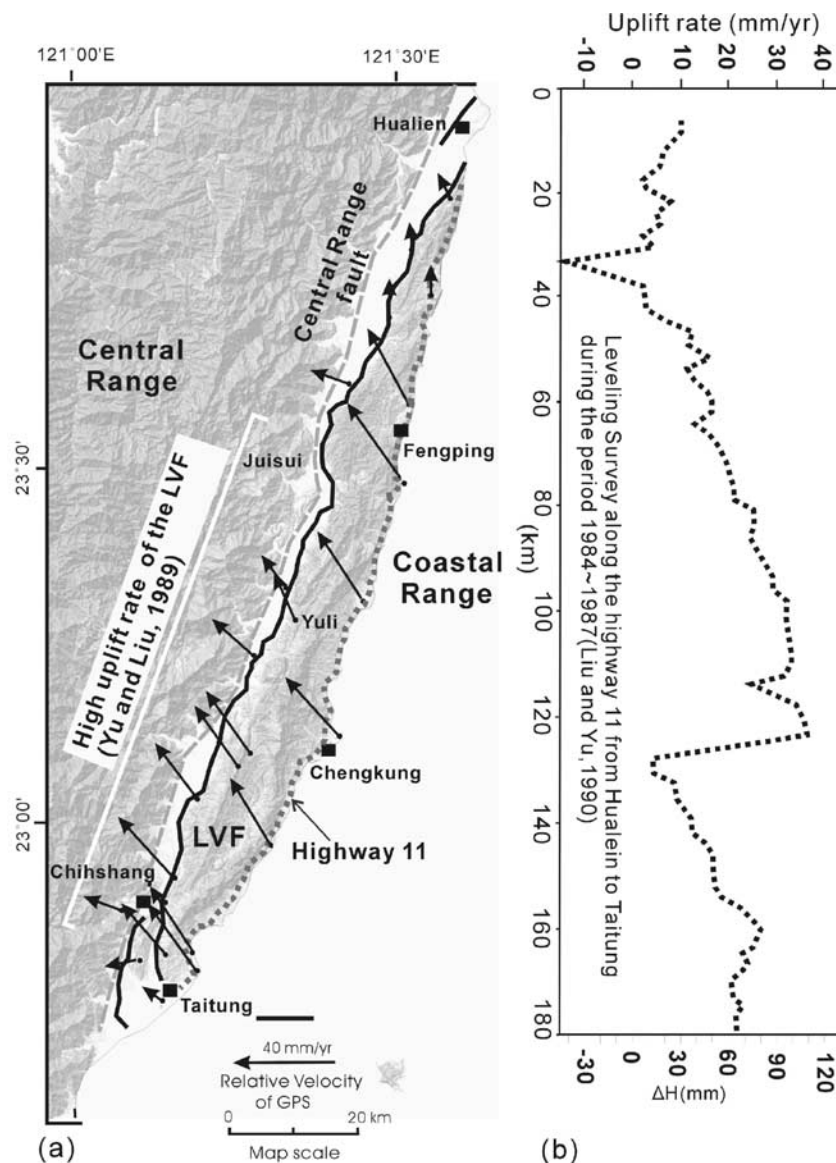 121°00'E
121°30'E
Hualien
Central Range
fault
Central
Range
23°30'
Juisui
Fengping
High uplift rate of the LVF
(Yu and Liu, 1989)
Coastal
Range
Yuli
Chengkung
23°00'
LVF
Highway 11
Chihshang
Taitung
40 mm/yr
Relative Velocity
of GPS
0 20 km
Map scale
(a)
Uplift rate (mm/yr)
-10 0 10 20 30
0
20
40
60
80
(km)
100
120
140
160
180
Leveling Survey along the highway 11 from Hualein to Taitung
during the period 1984~1987(Liu and Yu, 1990)
-30 0 30 60 90 120
ΔH(mm)
(b)